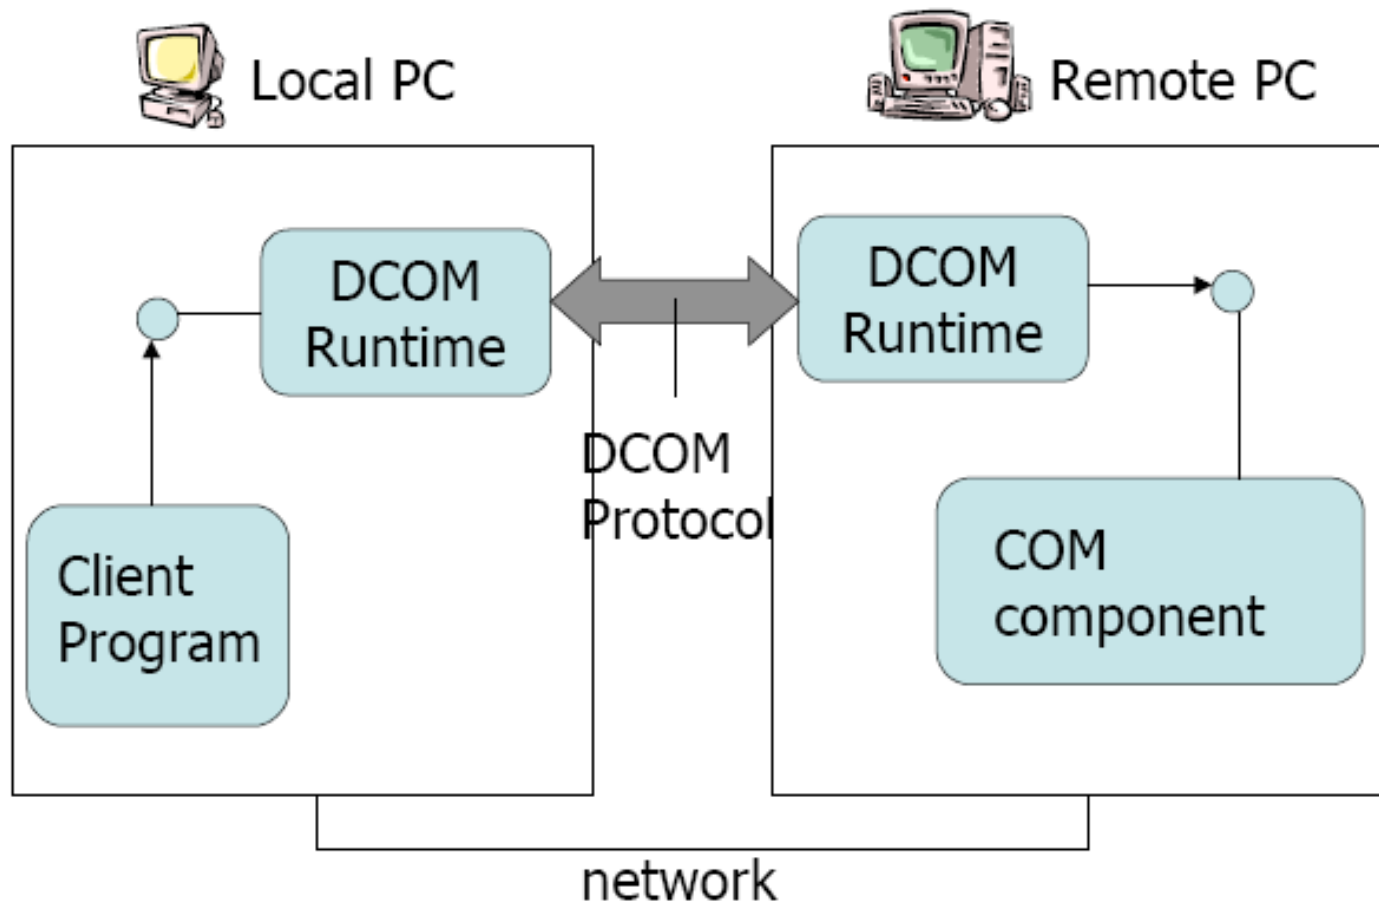 Local PC
Remote PC
DCOM
Runtime
DCOM
Runtime
DCOM
Protocol
Client
Program
COM
component
network